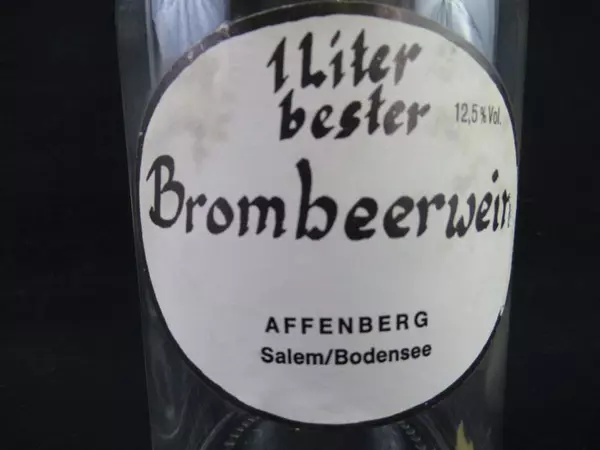 1 Liter
bester
12,5 % Vol.
Brombeerwein
AFFENBERG
Salem/Bodensee